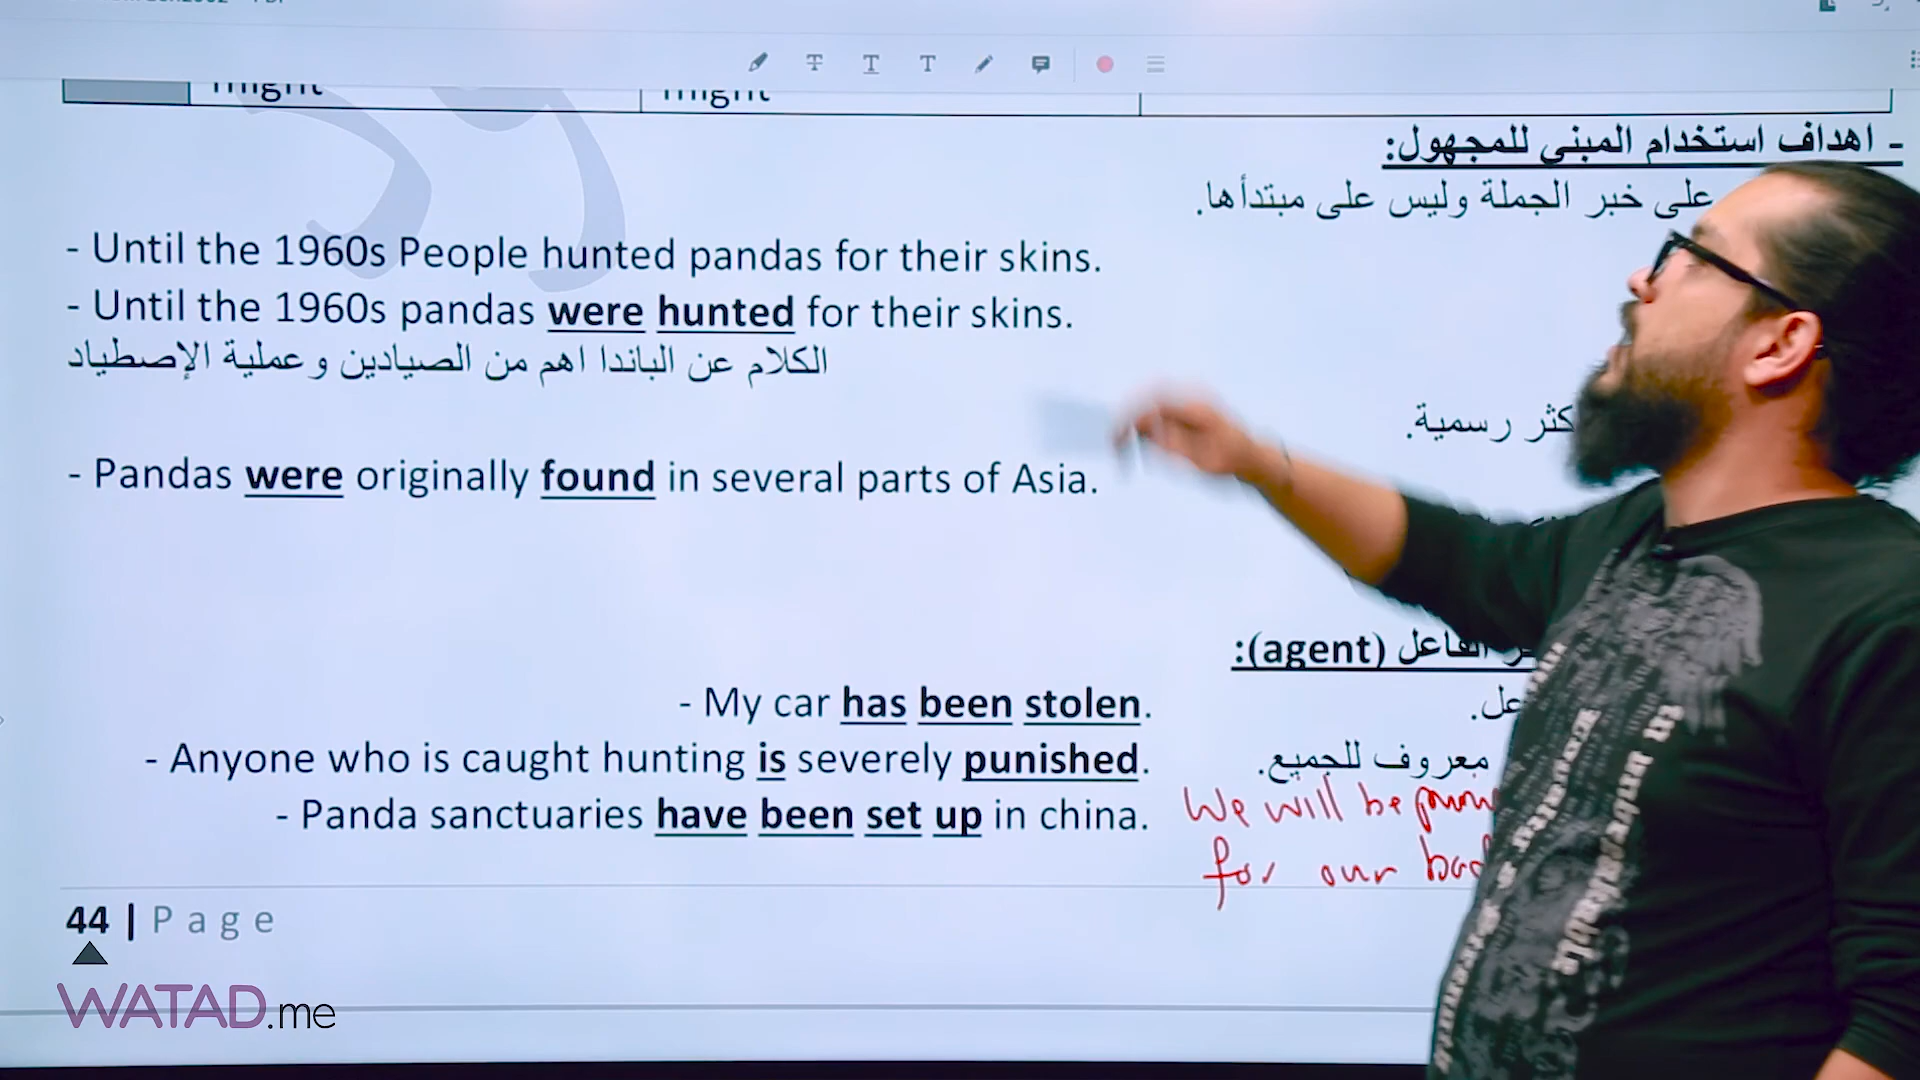 might might
- اهداف استخدام المبني للمجهول:
على خبر الجملة وليس على مبتدأها.
- Until the 1960s People hunted pandas for their skins.
- Until the 1960s pandas were hunted for their skins.
الكلام عن الباندا اهم من الصيادين وعملية الإصطياد
رسمية.
- Pandas were originally found in several parts of Asia.
(agent):
- My car has been stolen.
- Anyone who is caught hunting is severely punished.
معروف للجميع.
- Panda sanctuaries have been set up in china.
We will be
for our
44 | Page
WATAD.me